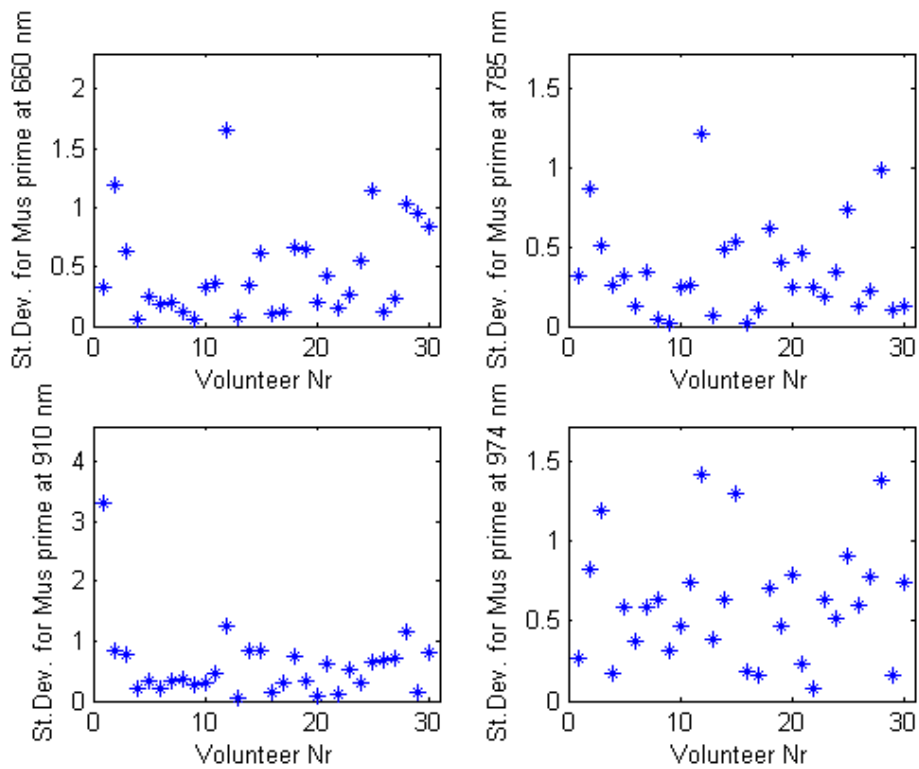 St.Dev. for Mus prime at 660 nm
2
1.5
1
0.5
0
0 10 20 30
Volunteer Nr
St.Dev. for Mus prime at 785 nm
1.5
1
0.5
0
0 10 20 30
Volunteer Nr
St.Dev. for Mus prime at 910 nm
4
3
2
1
0
0 10 20 30
Volunteer Nr
St.Dev. for Mus prime at 974 nm
1.5
1
0.5
0
0 10 20 30
Volunteer Nr